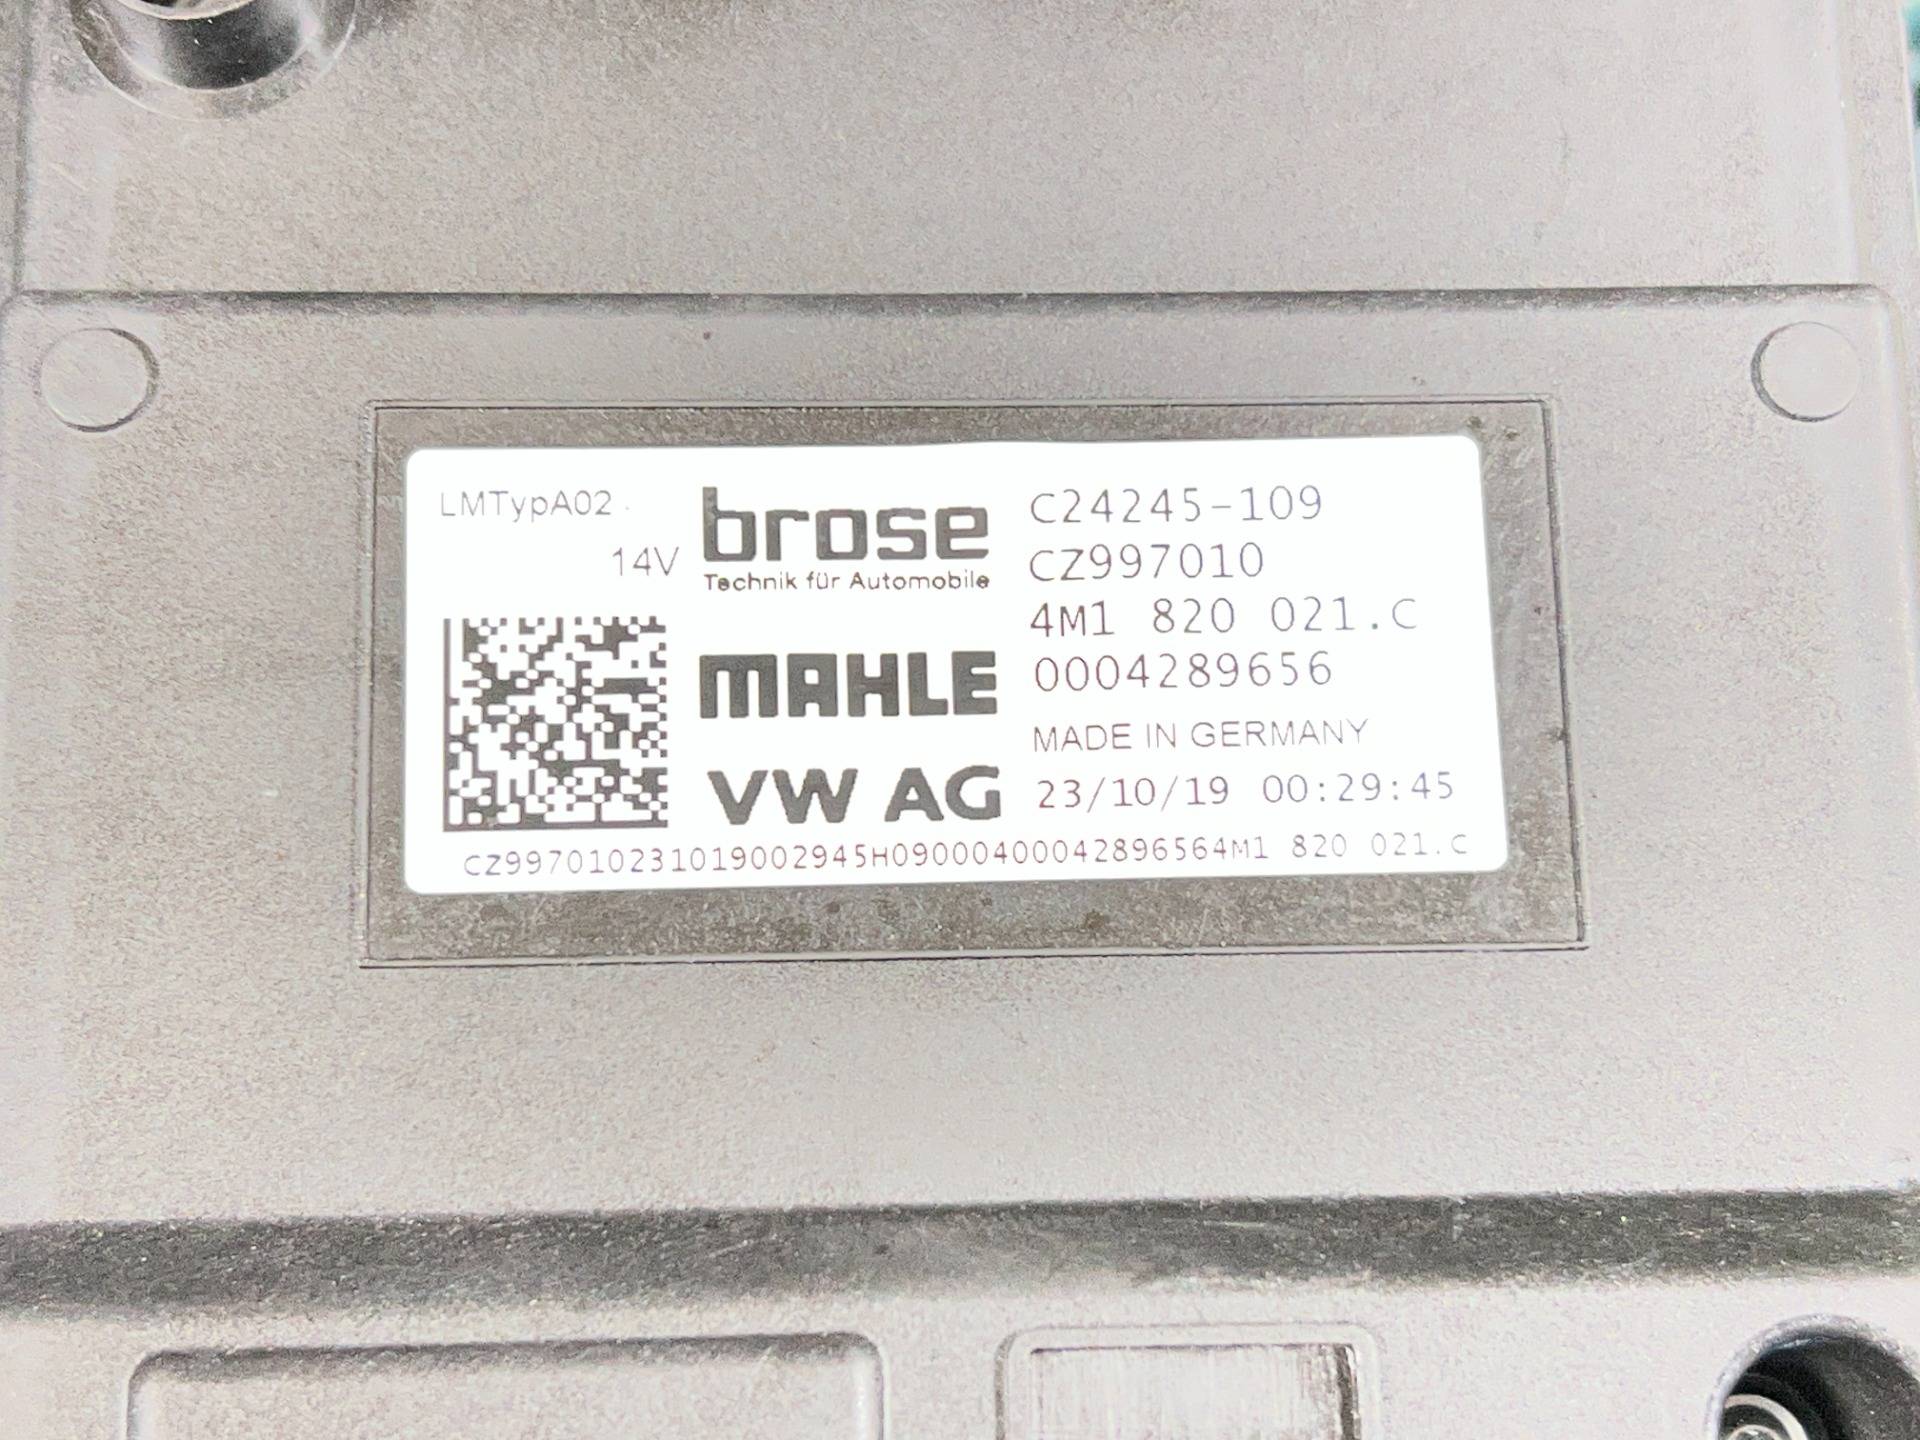 LMTypA02
14V
brose
Technik für Automobile
MAHLE
VW AG
C24245-109
CZ997010
4M1 820 021.C
0004289656
MADE IN GERMANY
23/10/19 00:29:45
CZ997010231019002945H09000400042896564M1 820 021.C